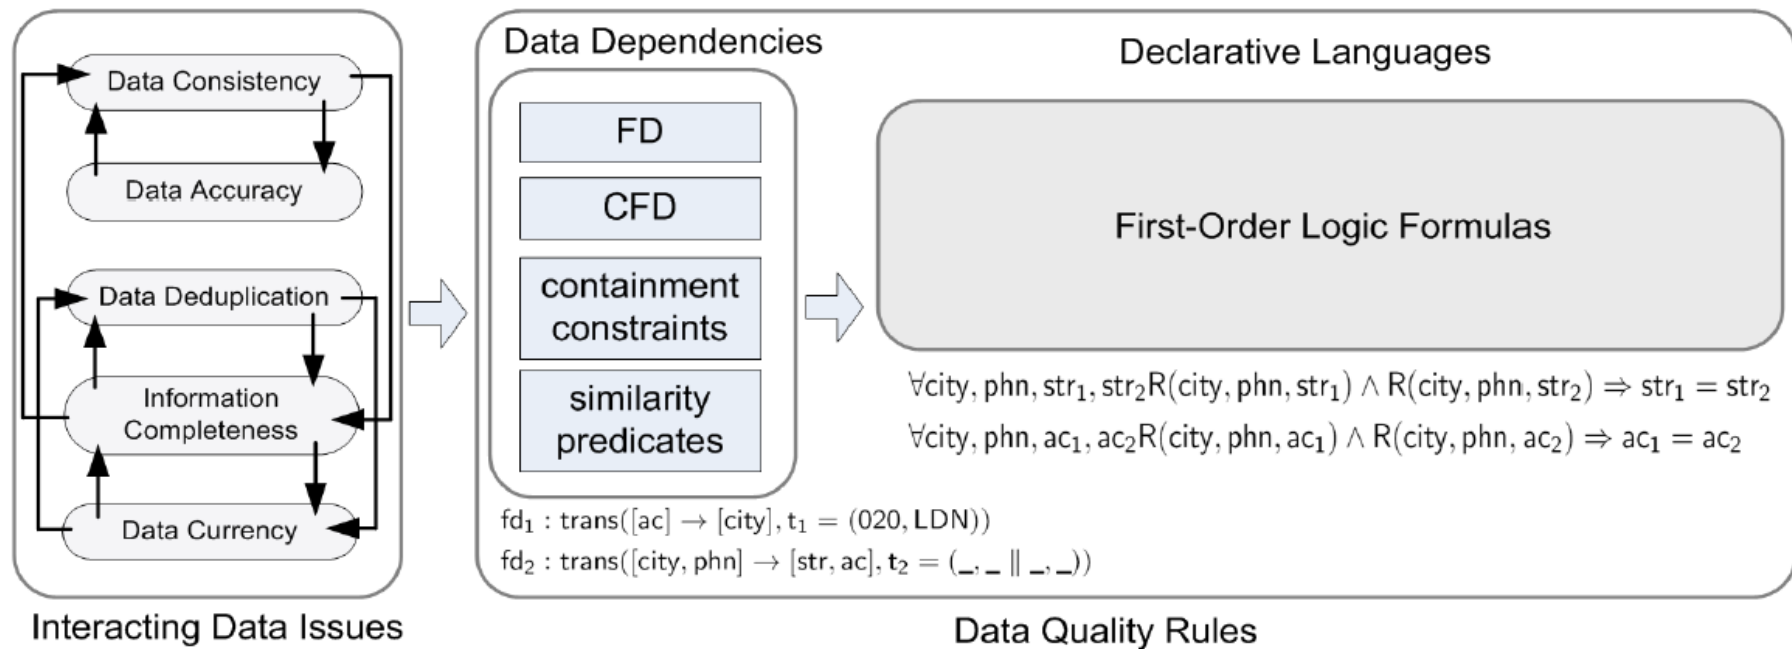 Data Consistency
Data Accuracy
Data Deduplication
Information
Completeness
Data Currency
Interacting Data Issues
Data Dependencies
FD
CFD
containment
constraints
similarity
predicates
fd₁ : trans([ac] → [city], t₁ = (020, LDN))
fd₂ : trans([city, phn] → [str, ac], t₂ = (_, _ ∥ _, _))
Declarative Languages
First-Order Logic Formulas
∀city, phn, str₁, str₂R(city, phn, str₁) ∧ R(city, phn, str₂) ⇒ str₁ = str₂
∀city, phn, ac₁, ac₂R(city, phn, ac₁) ∧ R(city, phn, ac₂) ⇒ ac₁ = ac₂
Data Quality Rules